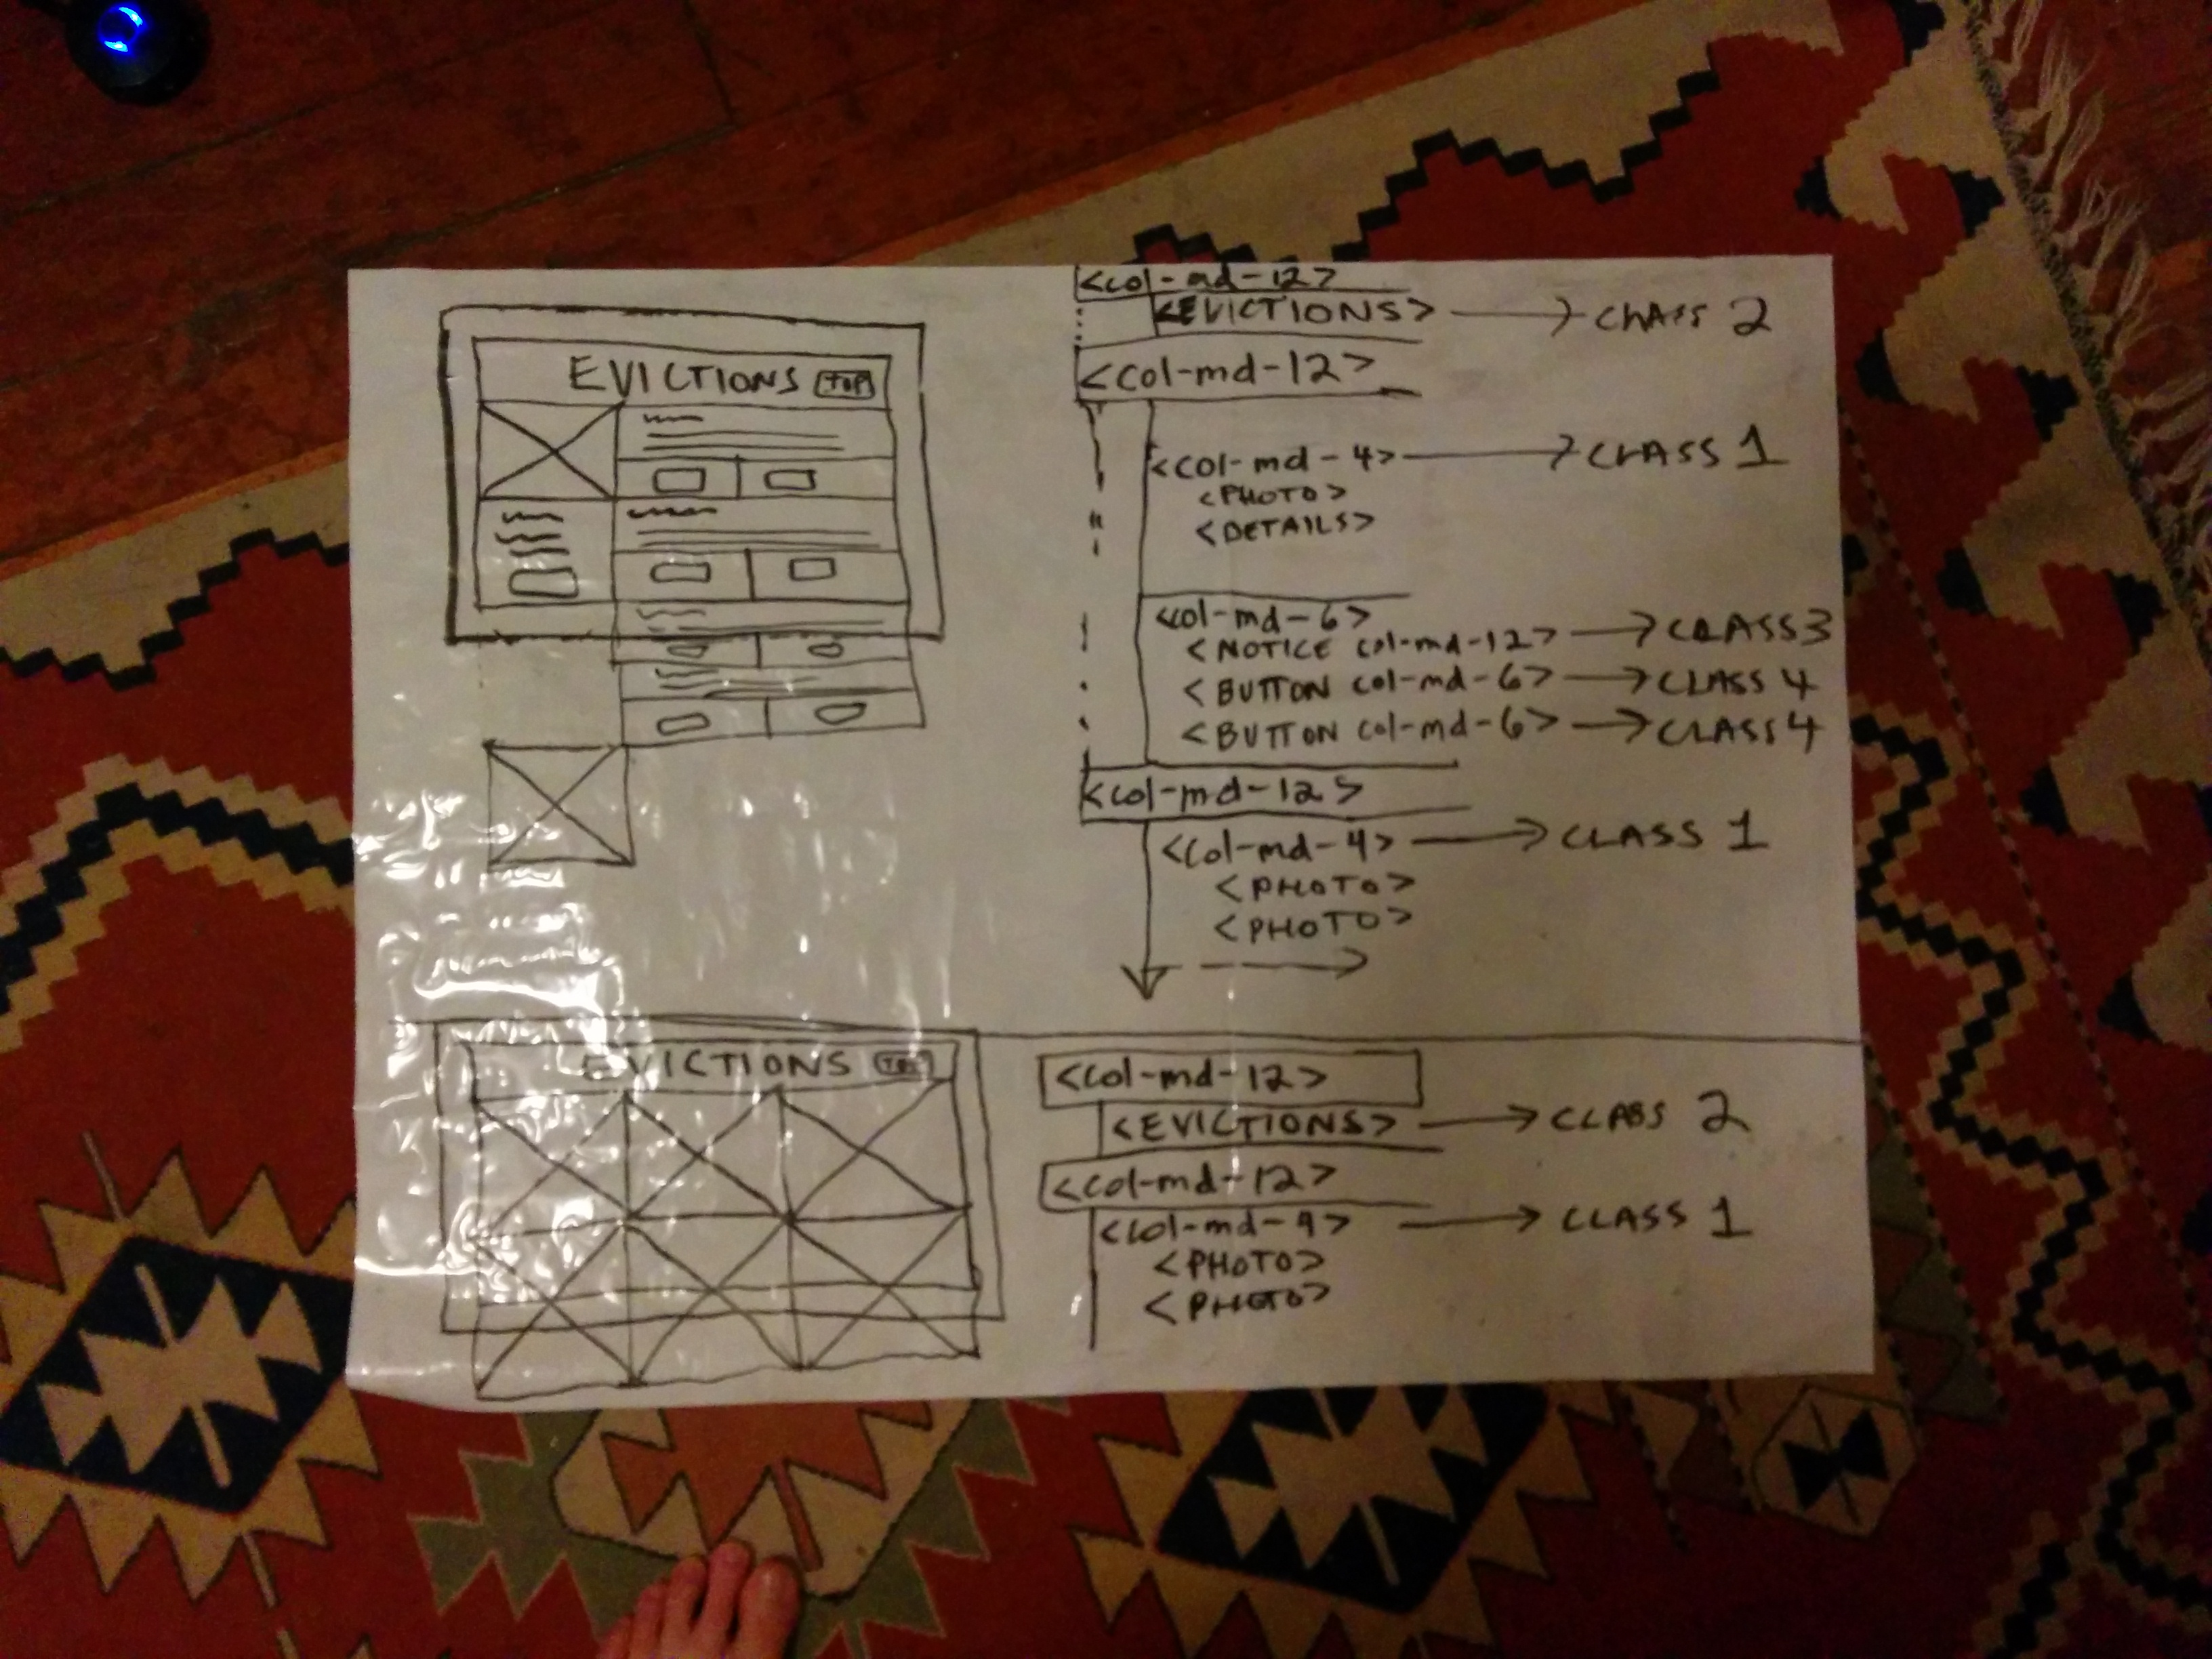 EVICTIONS TOP
<col-md-12>
<EVICTIONS> → CLASS 2
<col-md-12>
<col-md-4> → CLASS 1
<PHOTO>
<DETAILS>
<col-md-6>
<NOTICE col-md-12> → CLASS 3
<BUTTON col-md-6> → CLASS 4
<BUTTON col-md-6> → CLASS 4
<col-md-12>
<col-md-4> → CLASS 1
<PHOTO>
<PHOTO>
EVICTIONS TOP
<col-md-12>
<EVICTIONS> → CLASS 2
<col-md-12>
<col-md-4> → CLASS 1
<PHOTO>
<PHOTO>